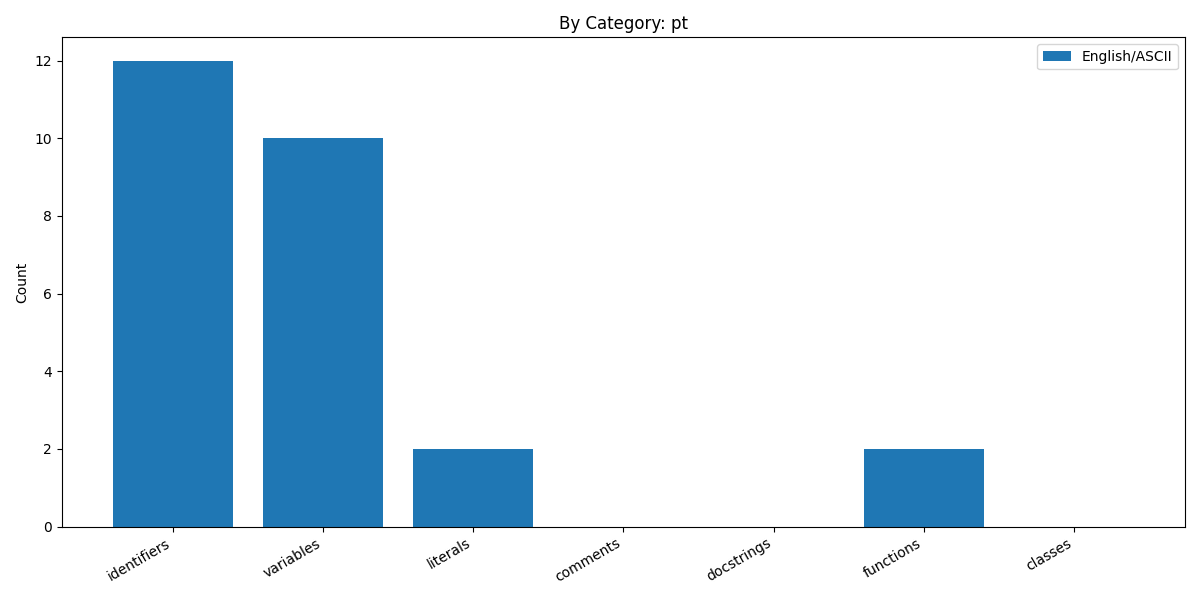 By Category: pt
English/ASCII
Count
12
10
8
6
4
2
0
identifiers
variables
literals
comments
docstrings
functions
classes